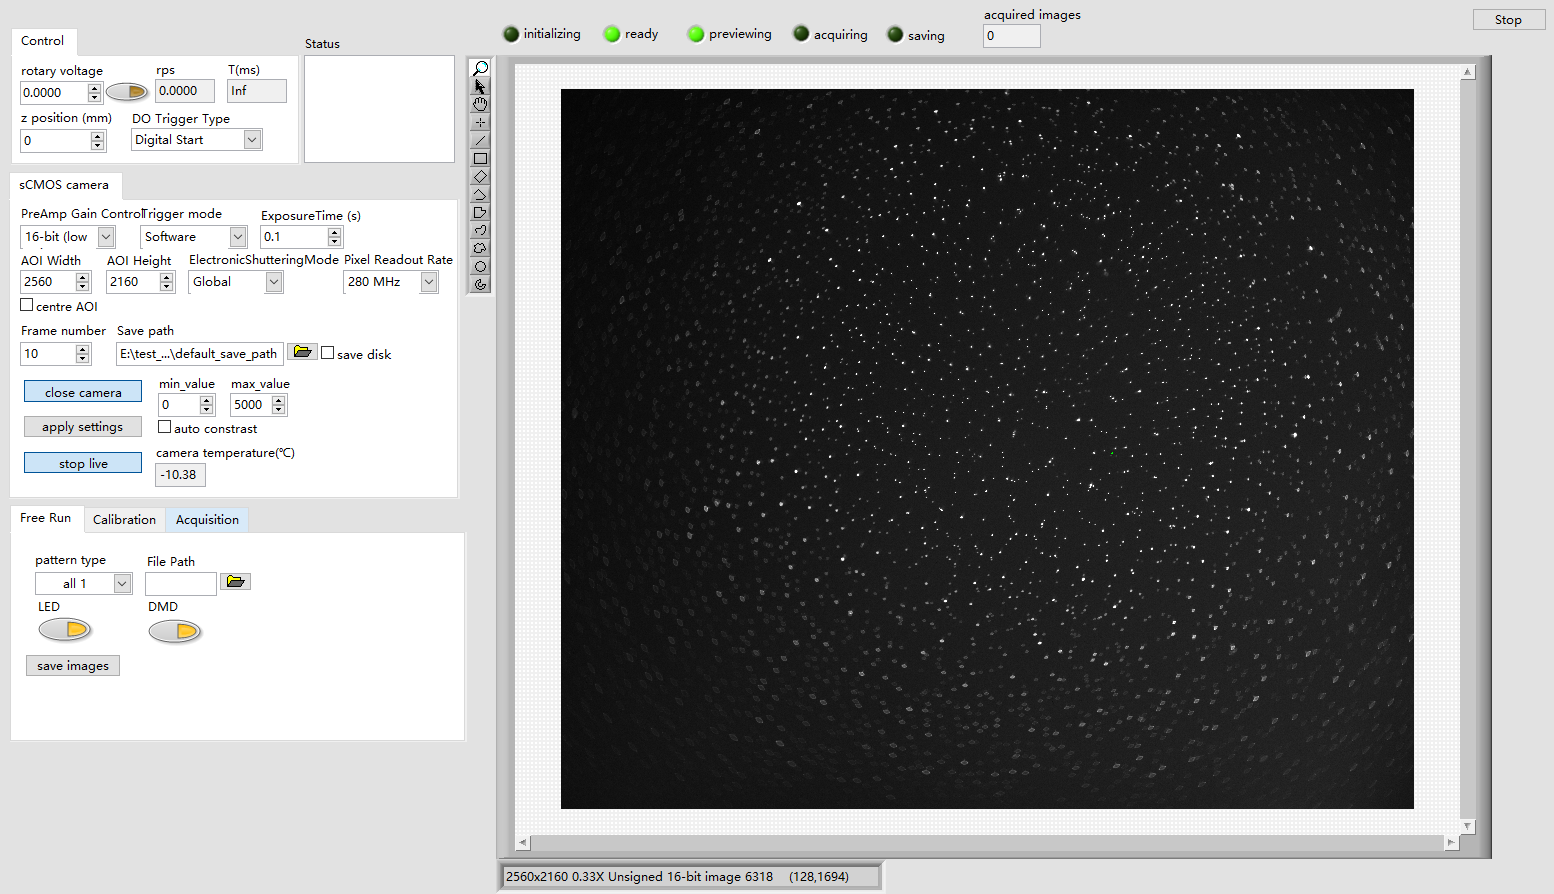 initializing
ready
previewing
acquiring
saving
acquired images
0
Stop
Control
Status
rotary voltage
rps
T(ms)
0.0000
0.0000
Inf
z position (mm)
DO Trigger Type
0
Digital Start
sCMOS camera
PreAmp Gain Control
Trigger mode
ExposureTime (s)
16-bit (low
Software
0.1
AOI Width
AOI Height
ElectronicShutteringMode
Pixel Readout Rate
2560
2160
Global
280 MHz
centre AOI
Frame number
Save path
10
E:\test_...\default_save_path
save disk
close camera
min_value
max_value
0
5000
apply settings
auto constrast
camera temperature(℃)
stop live
-10.38
Free Run
Calibration
Acquisition
pattern type
File Path
all 1
LED
DMD
save images
2560x2160 0.33X Unsigned 16-bit image 6318 (128,1694)